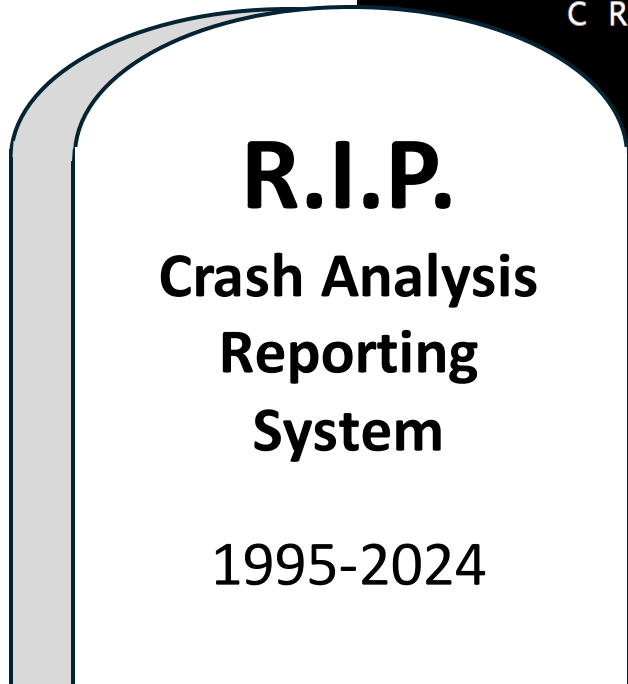 C R
R.I.P.
Crash Analysis
Reporting
System
1995-2024